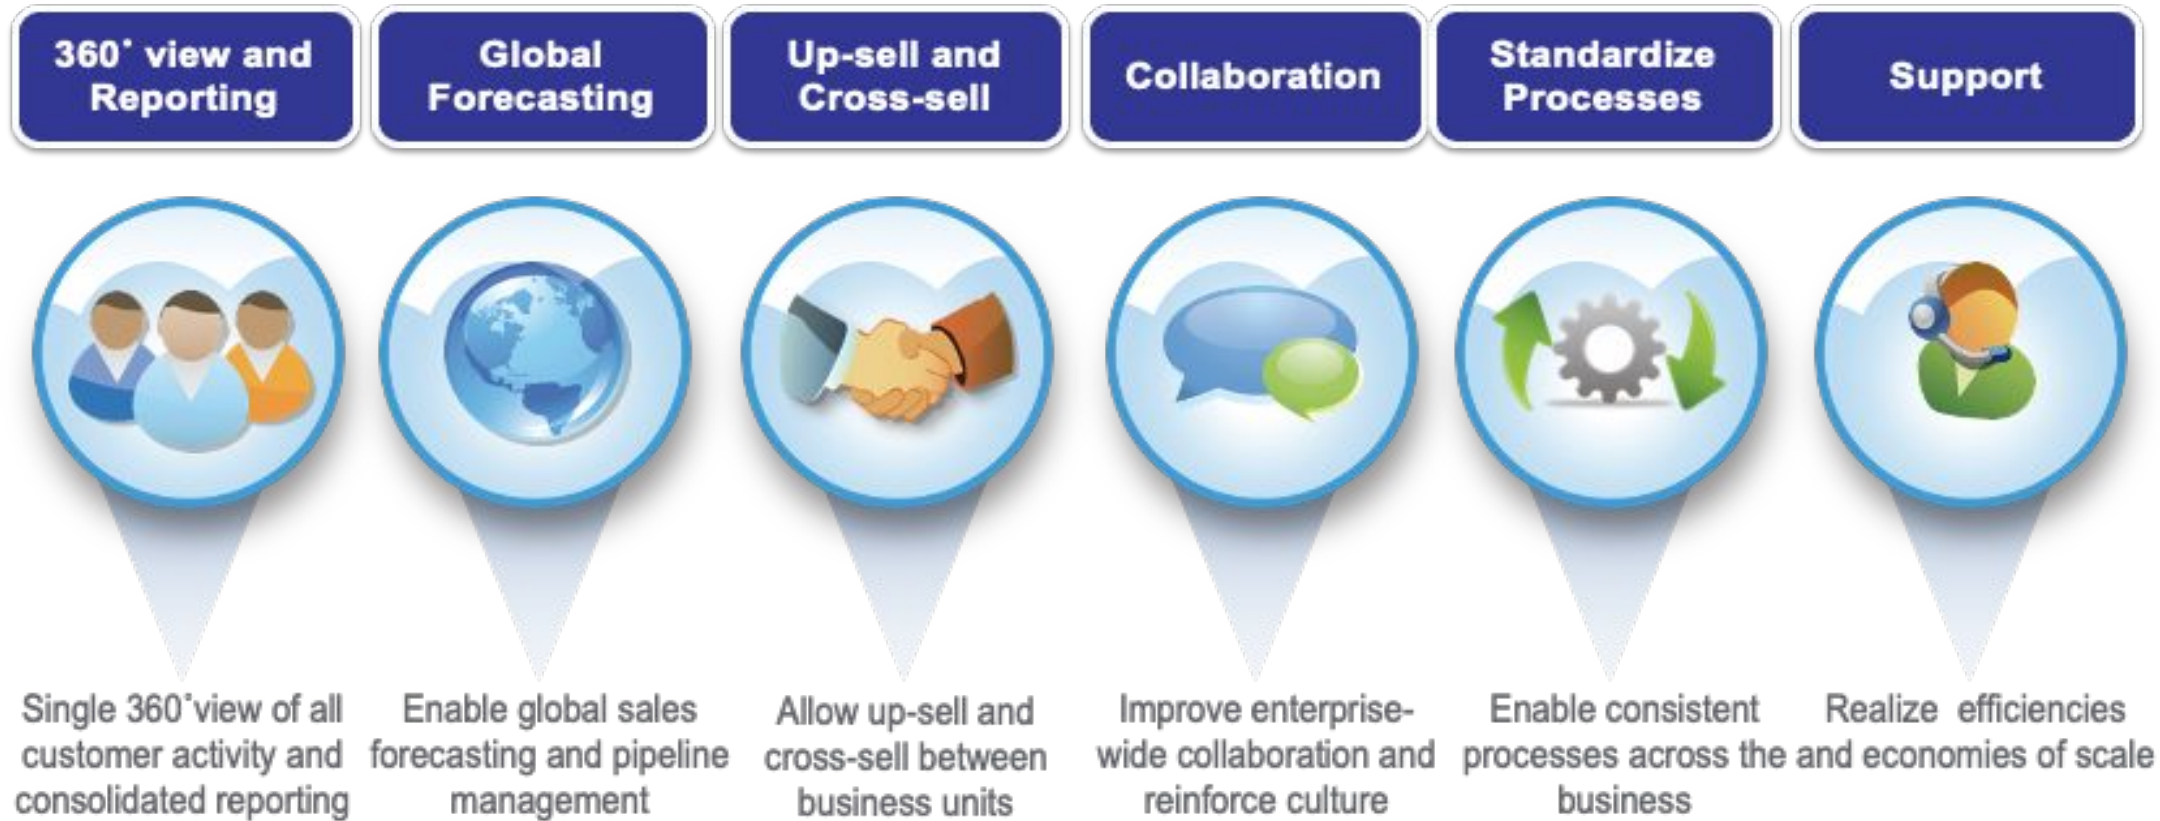 360˚ view and
Reporting
Global
Forecasting
Up-sell and
Cross-sell
Collaboration
Standardize
Processes
Support
Single 360˚view of all
customer activity and
consolidated reporting
Enable global sales
forecasting and pipeline
management
Allow up-sell and
cross-sell between
business units
Improve enterprise-
wide collaboration and
reinforce culture
Enable consistent
processes across the
business
Realize efficiencies
and economies of scale